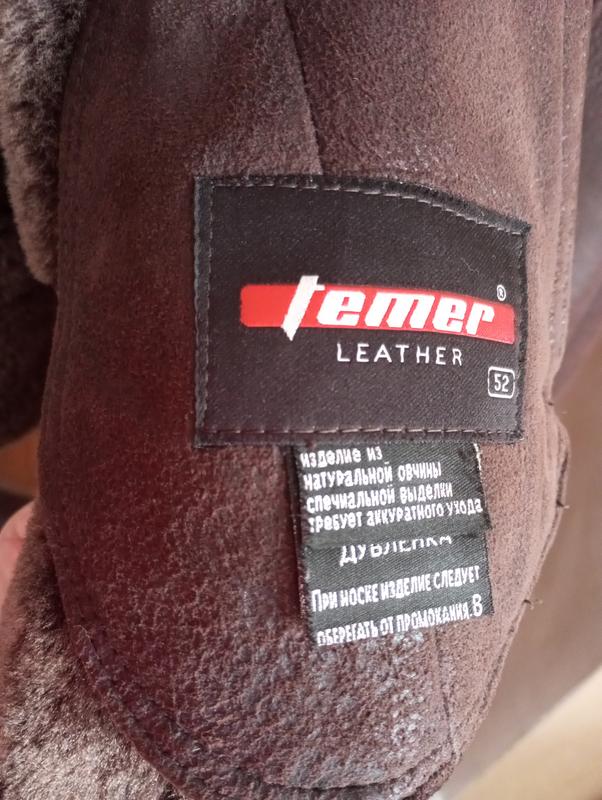 temer®
LEATHER
52
изделие из
натуральной овчины
специальной выделки
требует аккуратного ухода
ДУБЛЕНКА
При носке изделие следует
оберегать от промокания. В